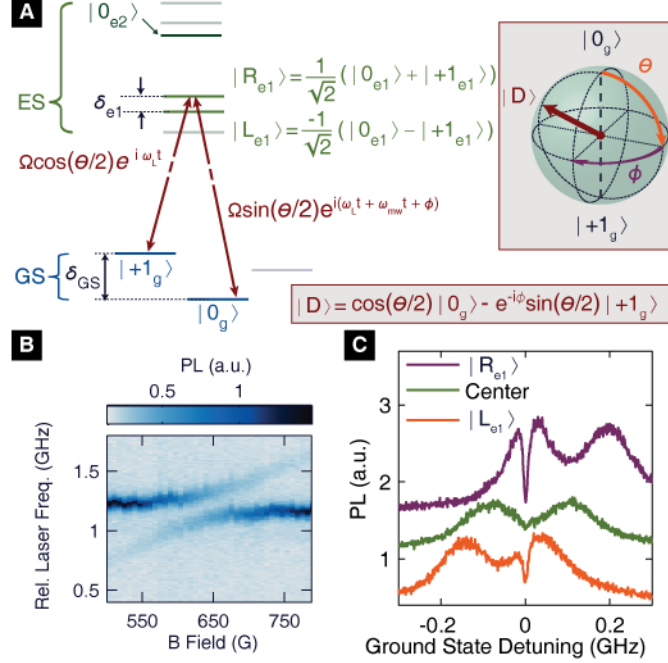 A
|0e2⟩
ES
δe1
|Re1⟩ = 1/√2 (|0e1⟩ + |+1e1⟩)
|Le1⟩ = -1/√2 (|0e1⟩ − |+1e1⟩)
Ωcos(θ/2)e^{i ωLt}
Ωsin(θ/2)e^{i(ωLt + ωmwt + ϕ)}
GS
δGS
|+1g⟩
|0g⟩
|0g⟩
θ
|D⟩
ϕ
|+1g⟩
|D⟩ = cos(θ/2)|0g⟩ - e^{-iϕ}sin(θ/2)|+1g⟩
B
PL (a.u.)
0.5 1
Rel. Laser Freq. (GHz)
1.5
1
0.5
550 650 750
B Field (G)
C
|Re1⟩
Center
|Le1⟩
PL (a.u.)
3
2
1
-0.2 0 0.2
Ground State Detuning (GHz)